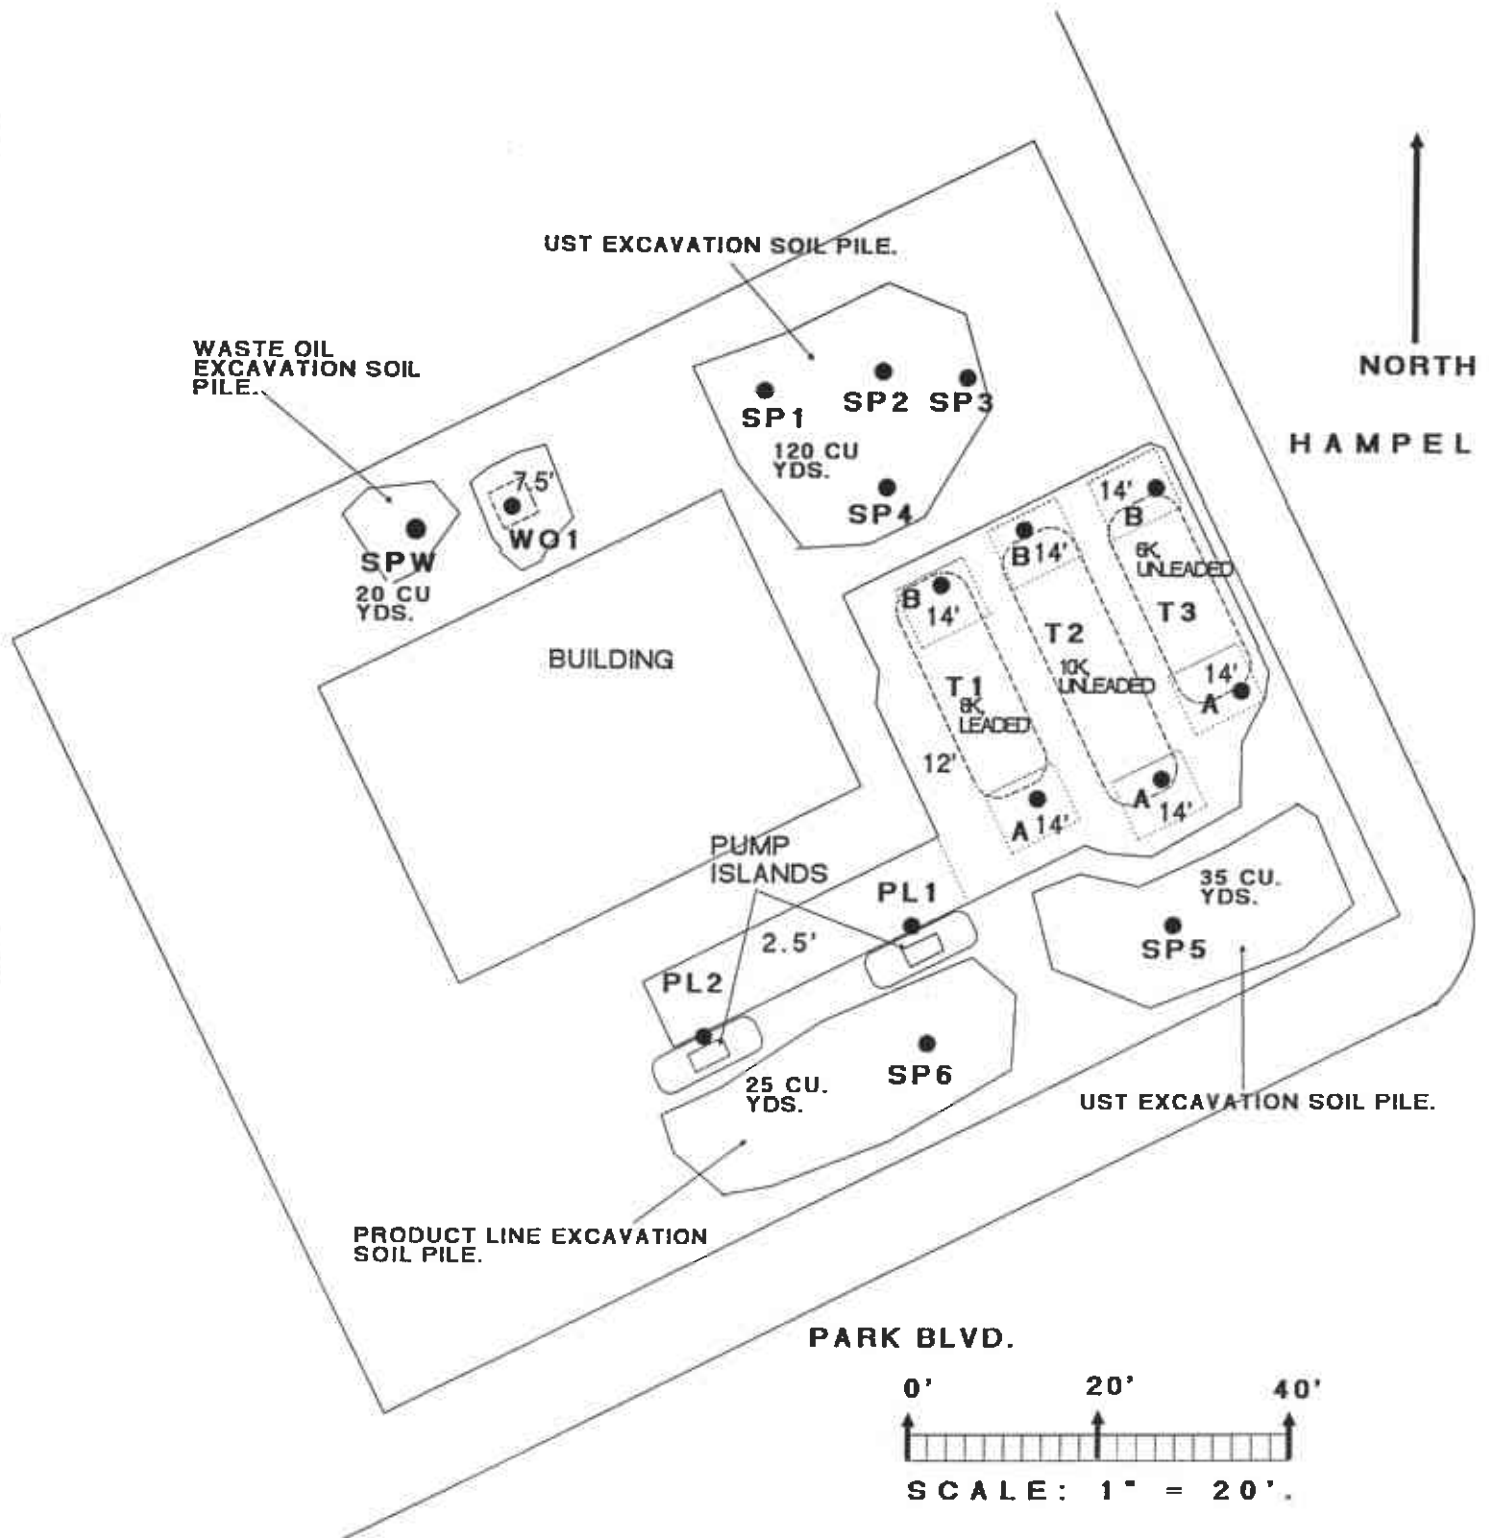 UST EXCAVATION SOIL PILE.
WASTE OIL
EXCAVATION SOIL
PILE.
NORTH
HAMPEL
SP1
SP2
SP3
120 CU
YDS.
SP4
7.5'
WO1
SPW
20 CU
YDS.
BUILDING
14'
B
6K,
UNLEADED
T3
14'
A
B 14'
T2
10K,
UNLEADED
A 14'
B
14'
T1
LEADED
12'
A 14'
PUMP
ISLANDS
PL1
2.5'
PL2
35 CU.
YDS.
SP5
SP6
25 CU.
YDS.
UST EXCAVATION SOIL PILE.
PRODUCT LINE EXCAVATION
SOIL PILE.
PARK BLVD.
0' 20' 40'
SCALE: 1" = 20'.